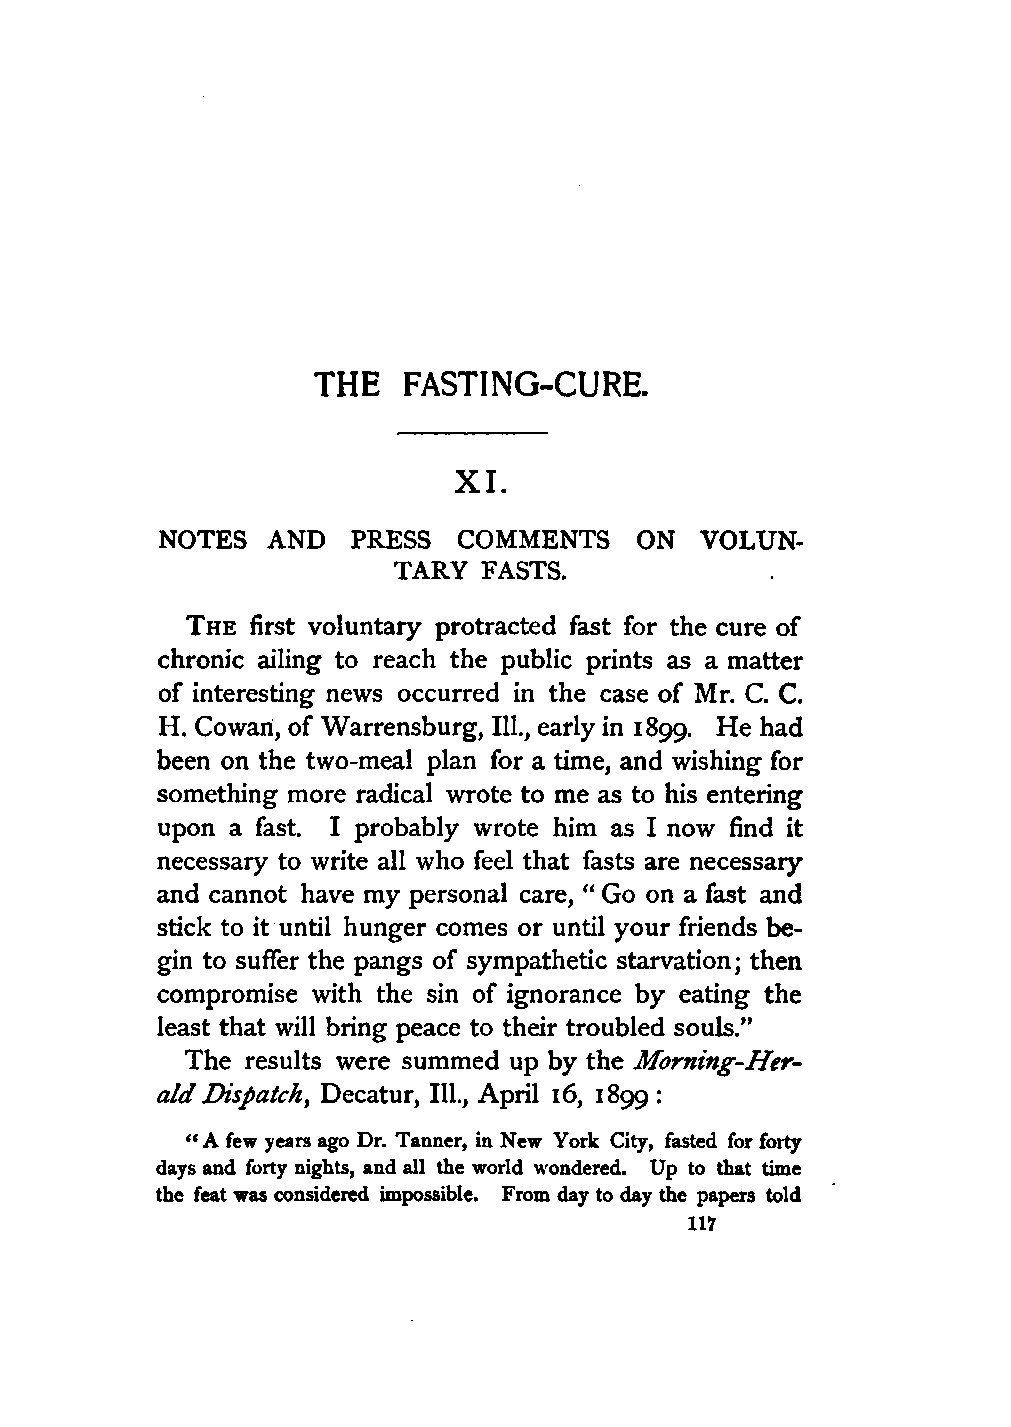 THE FASTING-CURE.
XI.
NOTES AND PRESS COMMENTS ON VOLUN-
TARY FASTS.
THE first voluntary protracted fast for the cure of
chronic ailing to reach the public prints as a matter
of interesting news occurred in the case of Mr. C. C.
H. Cowan, of Warrensburg, Ill., early in 1899. He had
been on the two-meal plan for a time, and wishing for
something more radical wrote to me as to his entering
upon a fast. I probably wrote him as I now find it
necessary to write all who feel that fasts are necessary
and cannot have my personal care, “ Go on a fast and
stick to it until hunger comes or until your friends be-
gin to suffer the pangs of sympathetic starvation; then
compromise with the sin of ignorance by eating the
least that will bring peace to their troubled souls.”
The results were summed up by the Morning-Her-
ald Dispatch, Decatur, Ill., April 16, 1899 :
“ A few years ago Dr. Tanner, in New York City, fasted for forty
days and forty nights, and all the world wondered. Up to that time
the feat was considered impossible. From day to day the papers told
117